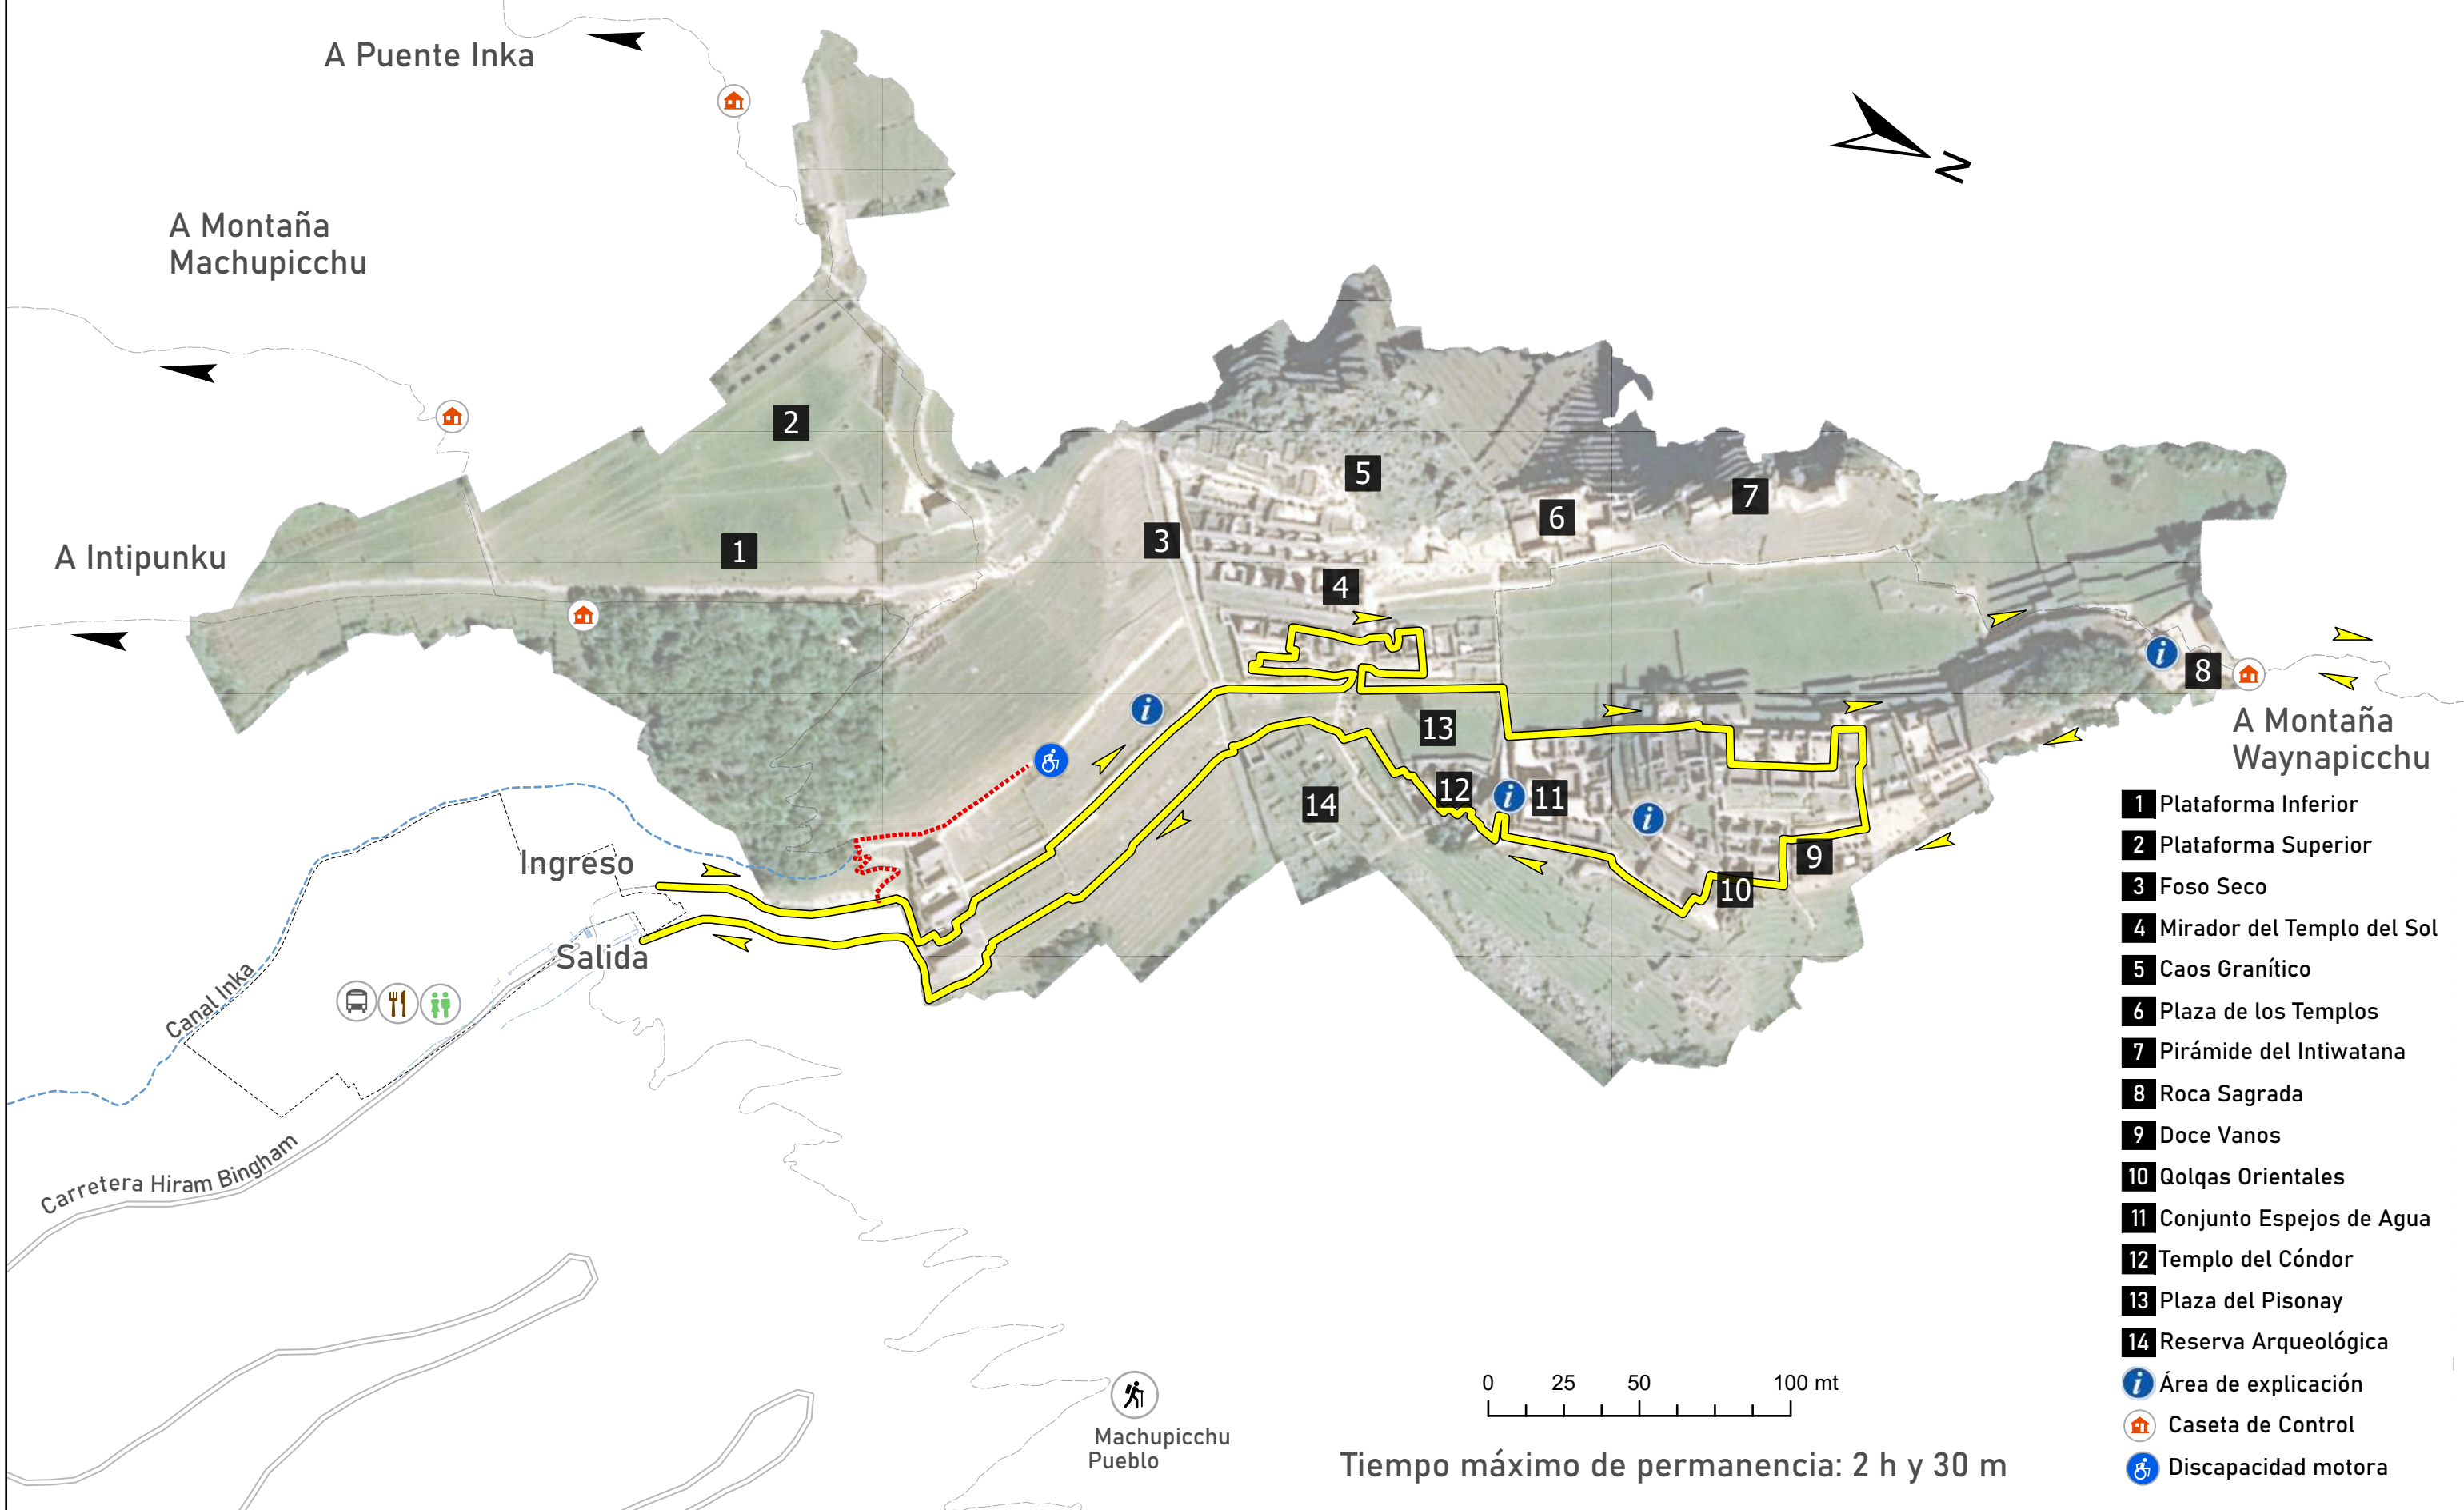 A Puente Inka
A Montaña
Machupicchu
A Intipunku
N
2
1
3
5
4
6
7
8
13
12
11
14
9
10
A Montaña
Waynapicchu
Ingreso
Salida
Canal Inka
Carretera Hiram Bingham
Machupicchu
Pueblo
0 25 50 100 mt
Tiempo máximo de permanencia: 2 h y 30 m
1 Plataforma Inferior
2 Plataforma Superior
3 Foso Seco
4 Mirador del Templo del Sol
5 Caos Granítico
6 Plaza de los Templos
7 Pirámide del Intiwatana
8 Roca Sagrada
9 Doce Vanos
10 Qolqas Orientales
11 Conjunto Espejos de Agua
12 Templo del Cóndor
13 Plaza del Pisonay
14 Reserva Arqueológica
i Área de explicación
Caseta de Control
Discapacidad motora